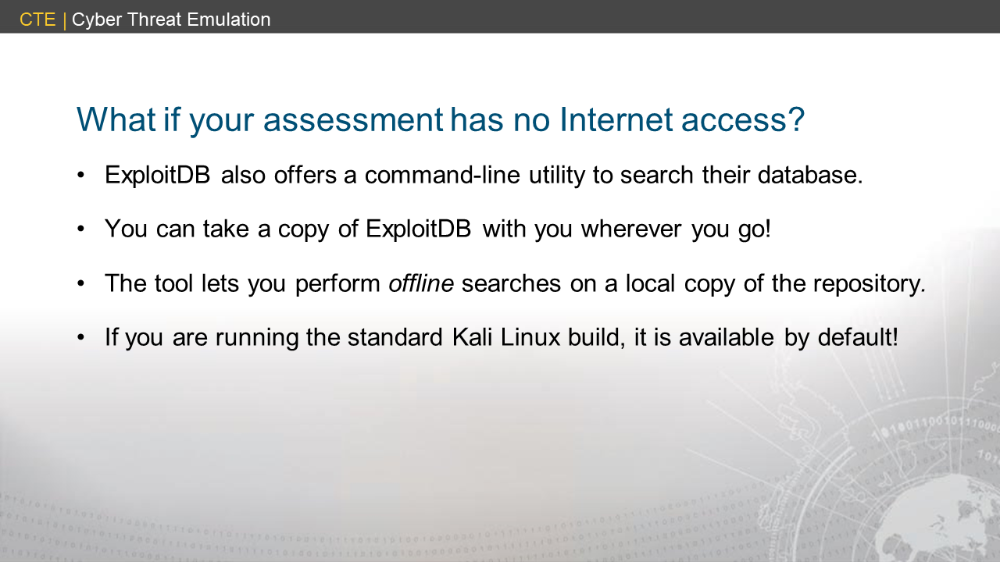 CTE | Cyber Threat Emulation
What if your assessment has no Internet access?
• ExploitDB also offers a command-line utility to search their database.
• You can take a copy of ExploitDB with you wherever you go!
• The tool lets you perform offline searches on a local copy of the repository.
• If you are running the standard Kali Linux build, it is available by default!